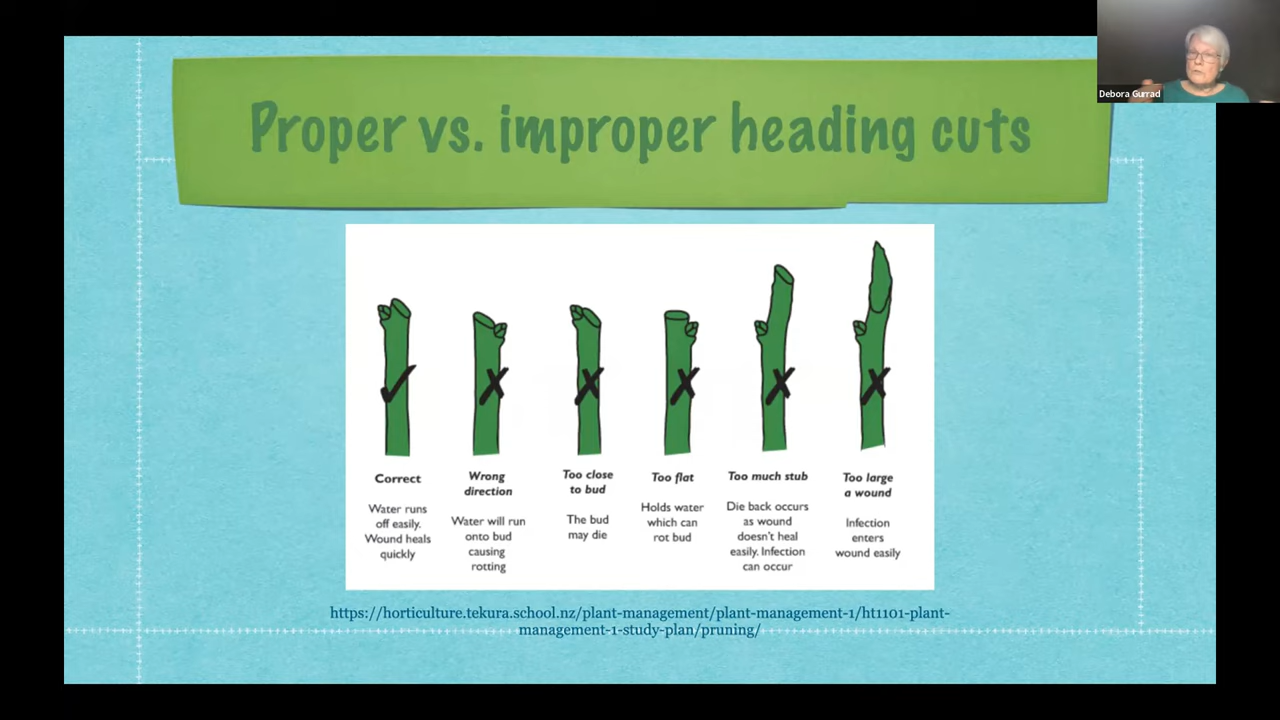 Proper vs. improper heading cuts
Debora Gurrad
Correct
Water runs
off easily.
Wound heals
quickly
Wrong
direction
Water will run
onto bud
causing
rotting
Too close
to bud
The bud
may die
Too flat
Holds water
which can
rot bud
Too much stub
Die back occurs
as wound
doesn't heal
easily. Infection
can occur
Too large
a wound
Infection
enters
wound easily
https://horticulture.tekura.school.nz/plant-management/plant-management-1/ht1101-plant-
management-1-study-plan/pruning/